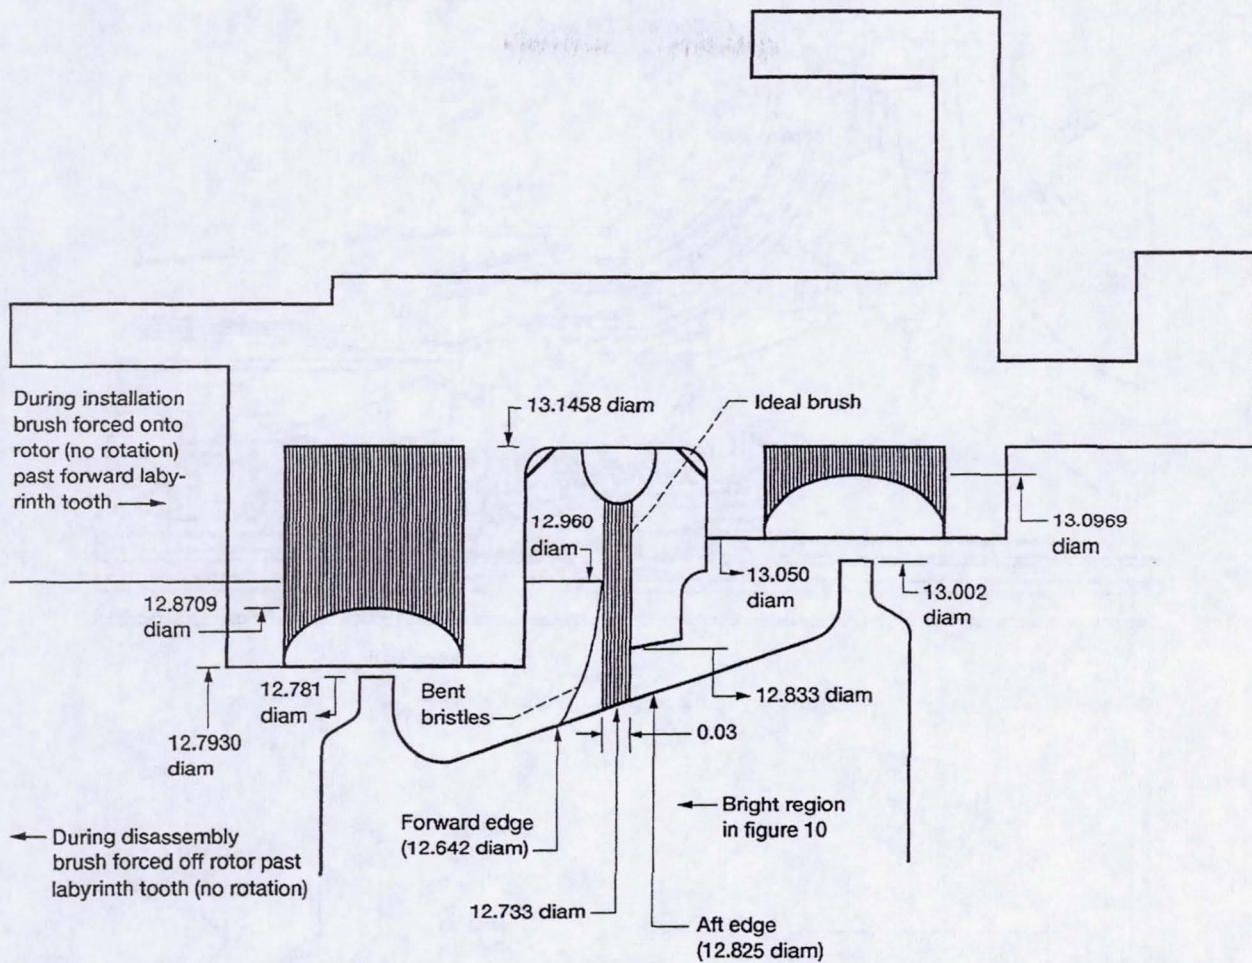 13.1458 diam
Ideal brush
During installation
brush forced onto
rotor (no rotation)
past forward laby-
rinth tooth
12.960
diam
13.0969
diam
13.050
diam
13.002
diam
12.8709
diam
12.781
diam
Bent
bristles
12.833 diam
12.7930
diam
0.03
Bright region
in figure 10
Forward edge
(12.642 diam)
During disassembly
brush forced off rotor past
labyrinth tooth (no rotation)
12.733 diam
Aft edge
(12.825 diam)